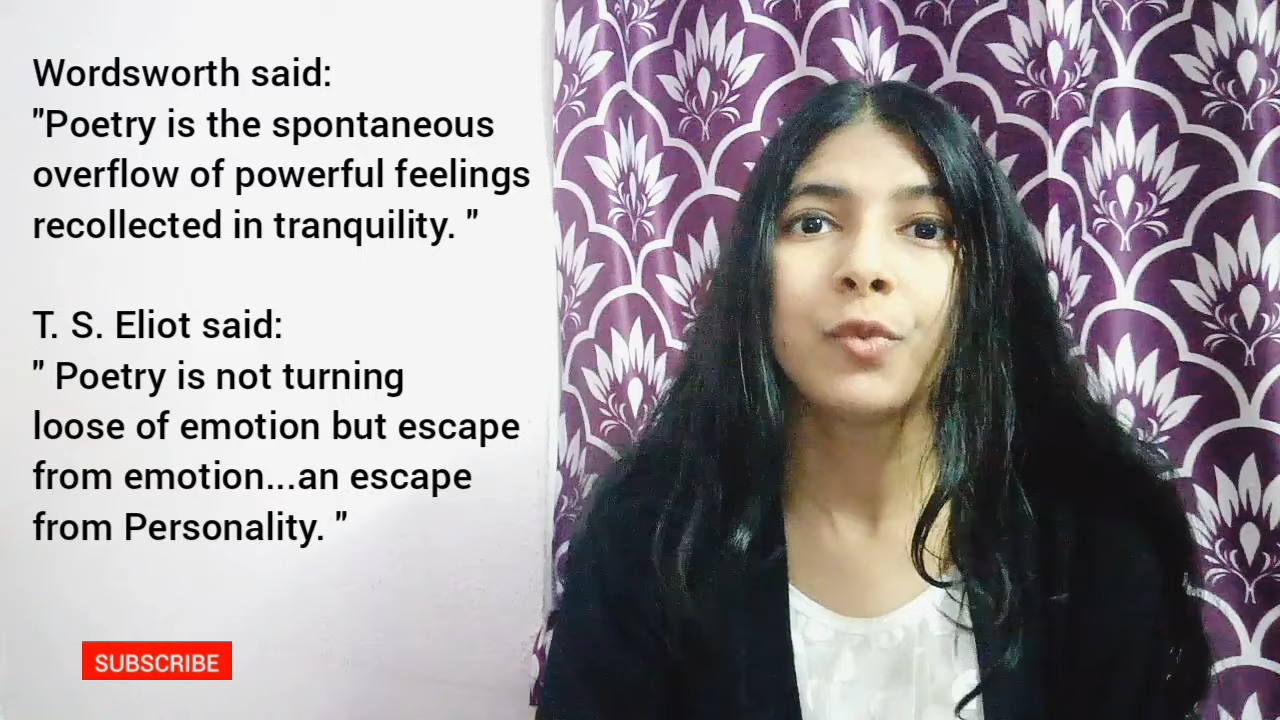 Wordsworth said:
"Poetry is the spontaneous
overflow of powerful feelings
recollected in tranquility. "
T. S. Eliot said:
" Poetry is not turning
loose of emotion but escape
from emotion...an escape
from Personality. "
SUBSCRIBE